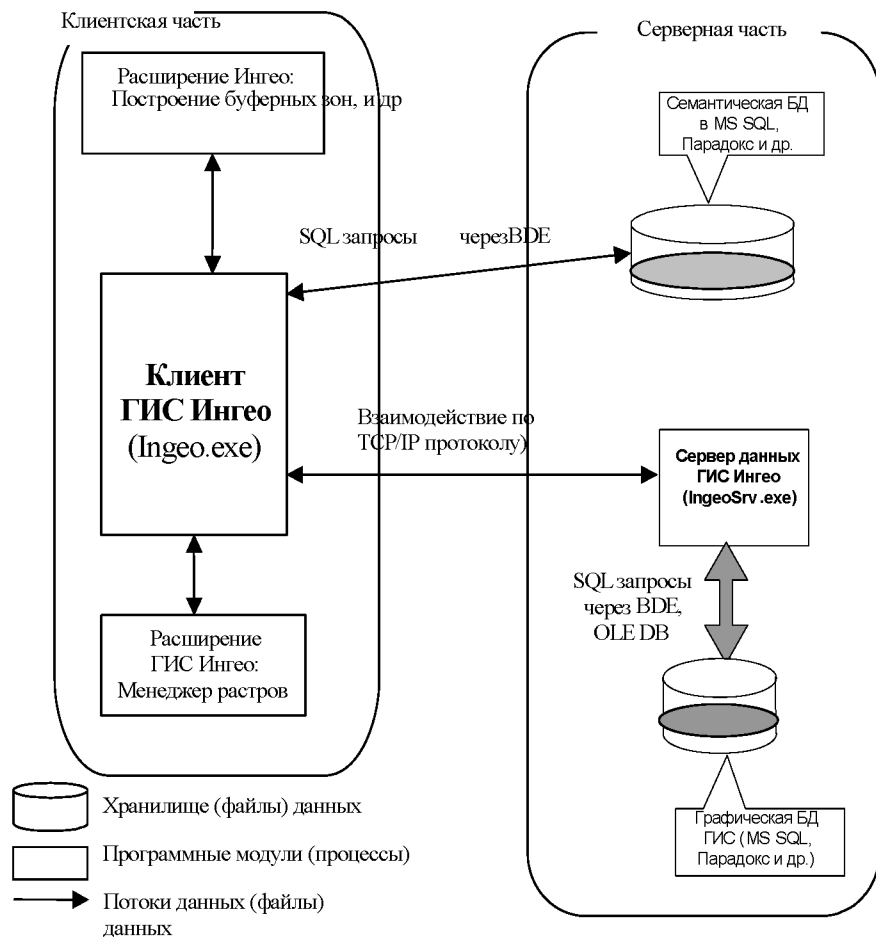 Клиентская часть
Серверная часть
Расширение Ингео:
Построение буферных зон, и др
Семантическая БД
в MS SQL,
Парадокс и др.
SQL запросы через BDE
Клиент
ГИС Ингео
(Ingeo.exe)
Взаимодействие по
TCP/IP протоколу)
Сервер данных
ГИС Ингео
(IngeoSrv.exe)
SQL запросы
через BDE,
OLE DB
Расширение
ГИС Ингео:
Менеджер растров
Графическая БД
ГИС (MS SQL,
Парадокс и др.)
Хранилище (файлы) данных
Программные модули (процессы)
Потоки данных (файлы)
данных